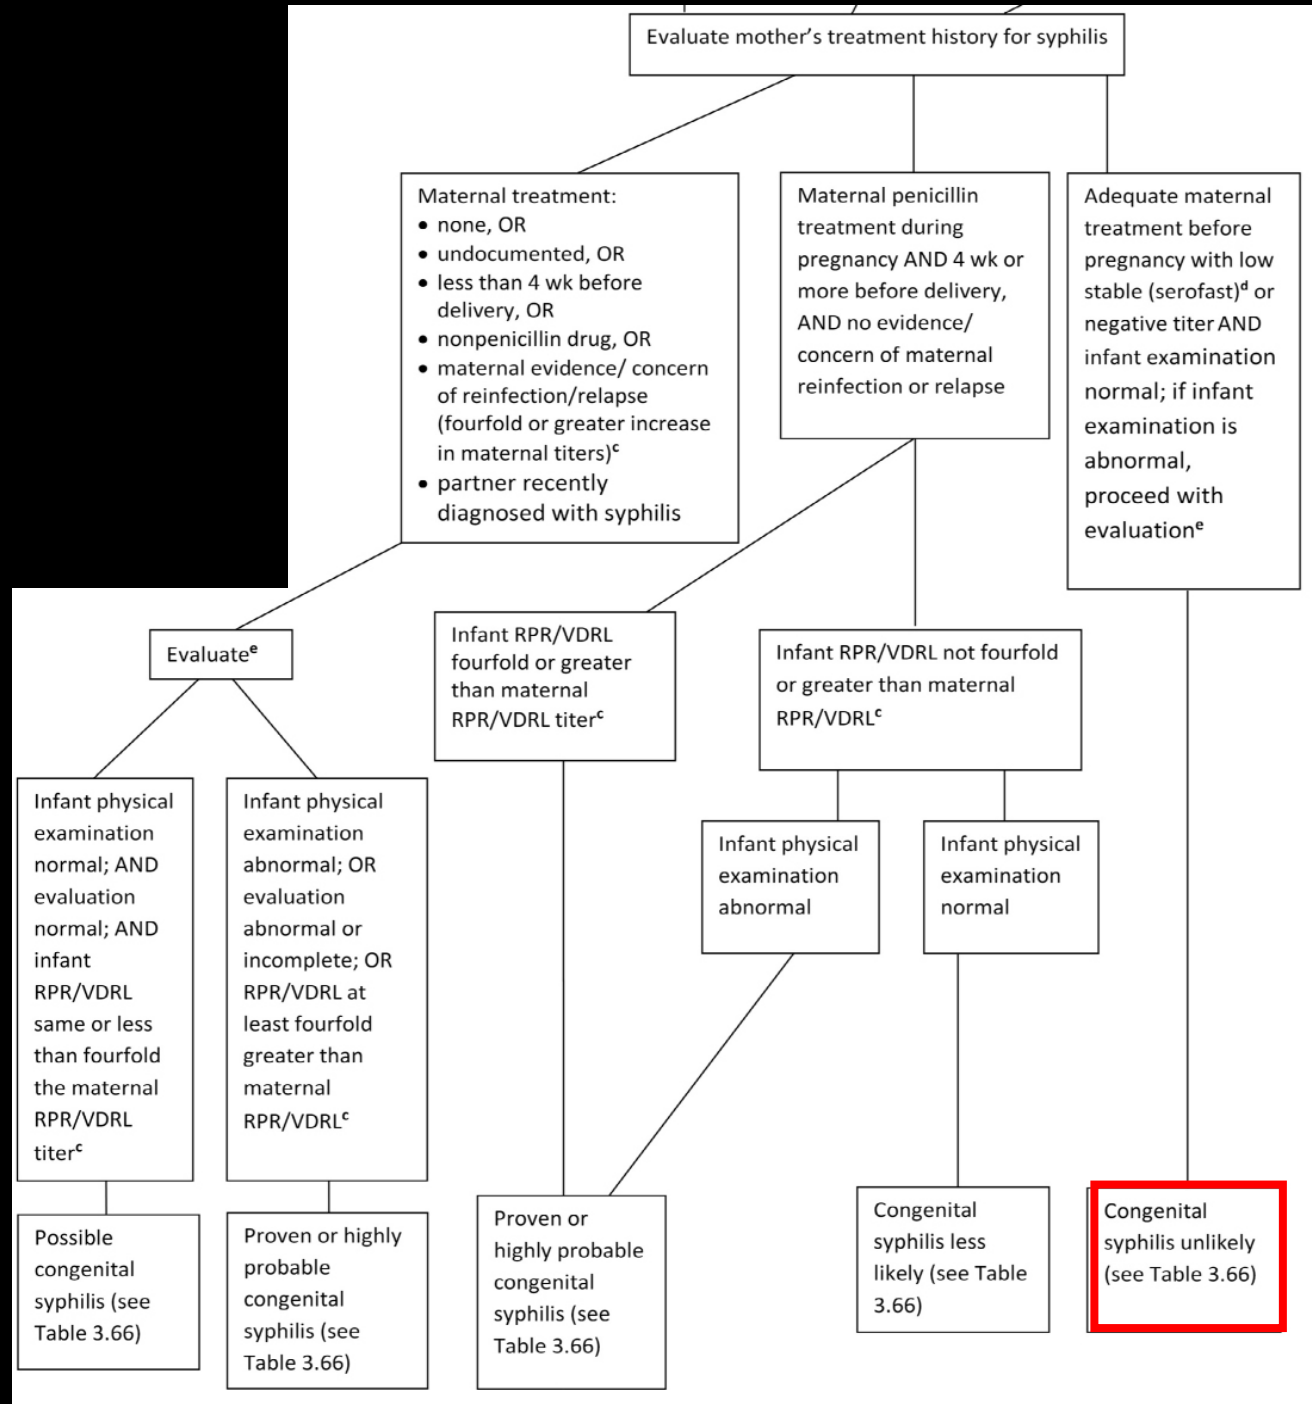 Evaluate mother's treatment history for syphilis
Maternal treatment:
• none, OR
• undocumented, OR
• less than 4 wk before
delivery, OR
• nonpenicillin drug, OR
• maternal evidence/ concern
of reinfection/relapse
(fourfold or greater increase
in maternal titers)ᶜ
• partner recently
diagnosed with syphilis
Maternal penicillin
treatment during
pregnancy AND 4 wk or
more before delivery,
AND no evidence/
concern of maternal
reinfection or relapse
Adequate maternal
treatment before
pregnancy with low
stable (serofast)ᵈ or
negative titer AND
infant examination
normal; if infant
examination is
abnormal,
proceed with
evaluationᵉ
Evaluateᵉ
Infant RPR/VDRL
fourfold or greater
than maternal
RPR/VDRL titerᶜ
Infant RPR/VDRL not fourfold
or greater than maternal
RPR/VDRLᶜ
Infant physical
examination
normal; AND
evaluation
normal; AND
infant
RPR/VDRL
same or less
than fourfold
the maternal
RPR/VDRL
titerᶜ
Infant physical
examination
abnormal; OR
evaluation
abnormal or
incomplete; OR
RPR/VDRL at
least fourfold
greater than
maternal
RPR/VDRLᶜ
Infant physical
examination
abnormal
Infant physical
examination
normal
Possible
congenital
syphilis (see
Table 3.66)
Proven or highly
probable
congenital
syphilis (see
Table 3.66)
Proven or
highly probable
congenital
syphilis (see
Table 3.66)
Congenital
syphilis less
likely (see Table
3.66)
Congenital
syphilis unlikely
(see Table 3.66)